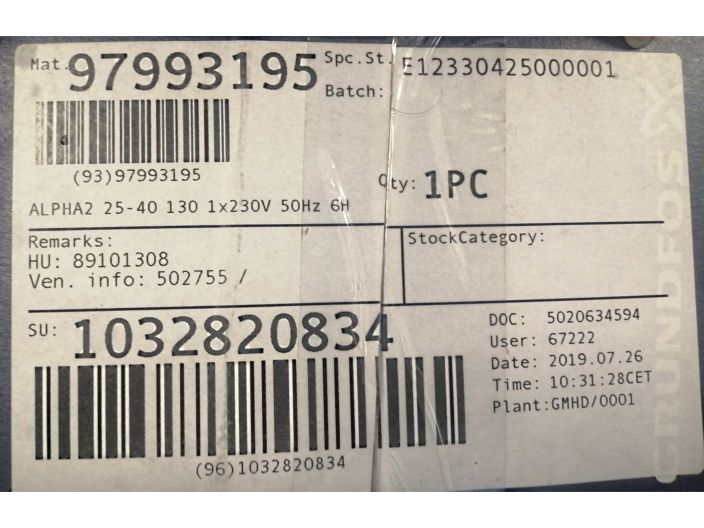 Mat. 97993195
Spc.St. E12330425000001
Batch:
(93)97993195
Qty: 1PC
ALPHA2 25-40 130 1x230V 50Hz 6H
Remarks:
HU: 89101308
Ven. info: 502755 /
StockCategory:
SU: 1032820834
DOC: 5020634594
User: 67222
Date: 2019.07.26
Time: 10:31:28CET
Plant:GMHD/0001
(96)1032820834
GRUNDFOS